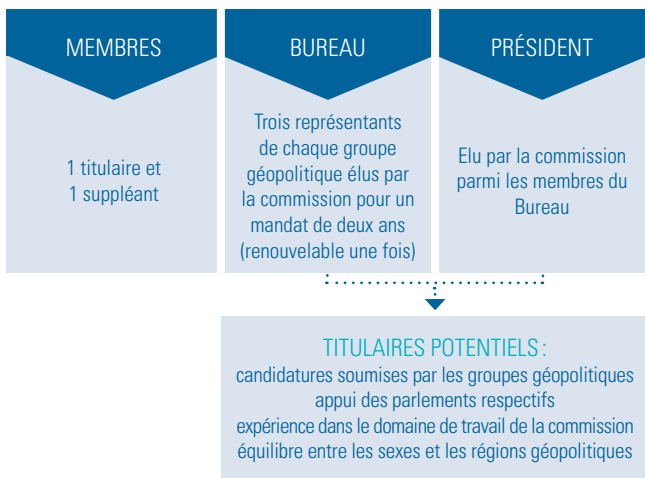 MEMBRES
1 titulaire et
1 suppléant
BUREAU
Trois représentants
de chaque groupe
géopolitique élus par
la commission pour un
mandat de deux ans
(renouvelable une fois)
PRÉSIDENT
Elu par la commission
parmi les membres du
Bureau
TITULAIRES POTENTIELS :
candidatures soumises par les groupes géopolitiques
appui des parlements respectifs
expérience dans le domaine de travail de la commission
équilibre entre les sexes et les régions géopolitiques